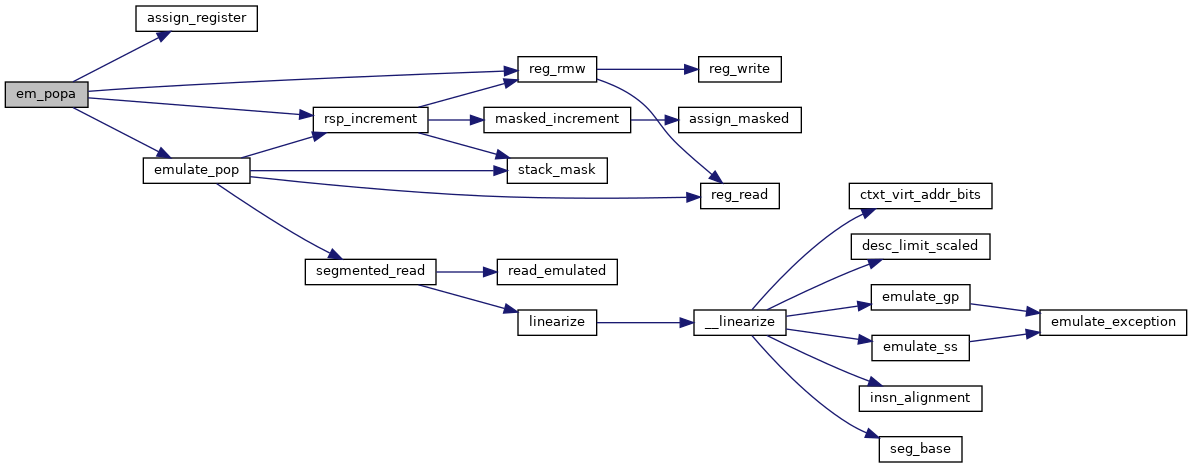 em_popa
assign_register
reg_rmw
rsp_increment
emulate_pop
reg_write
masked_increment
assign_masked
stack_mask
reg_read
segmented_read
read_emulated
linearize
__linearize
ctxt_virt_addr_bits
desc_limit_scaled
emulate_gp
emulate_ss
emulate_exception
insn_alignment
seg_base